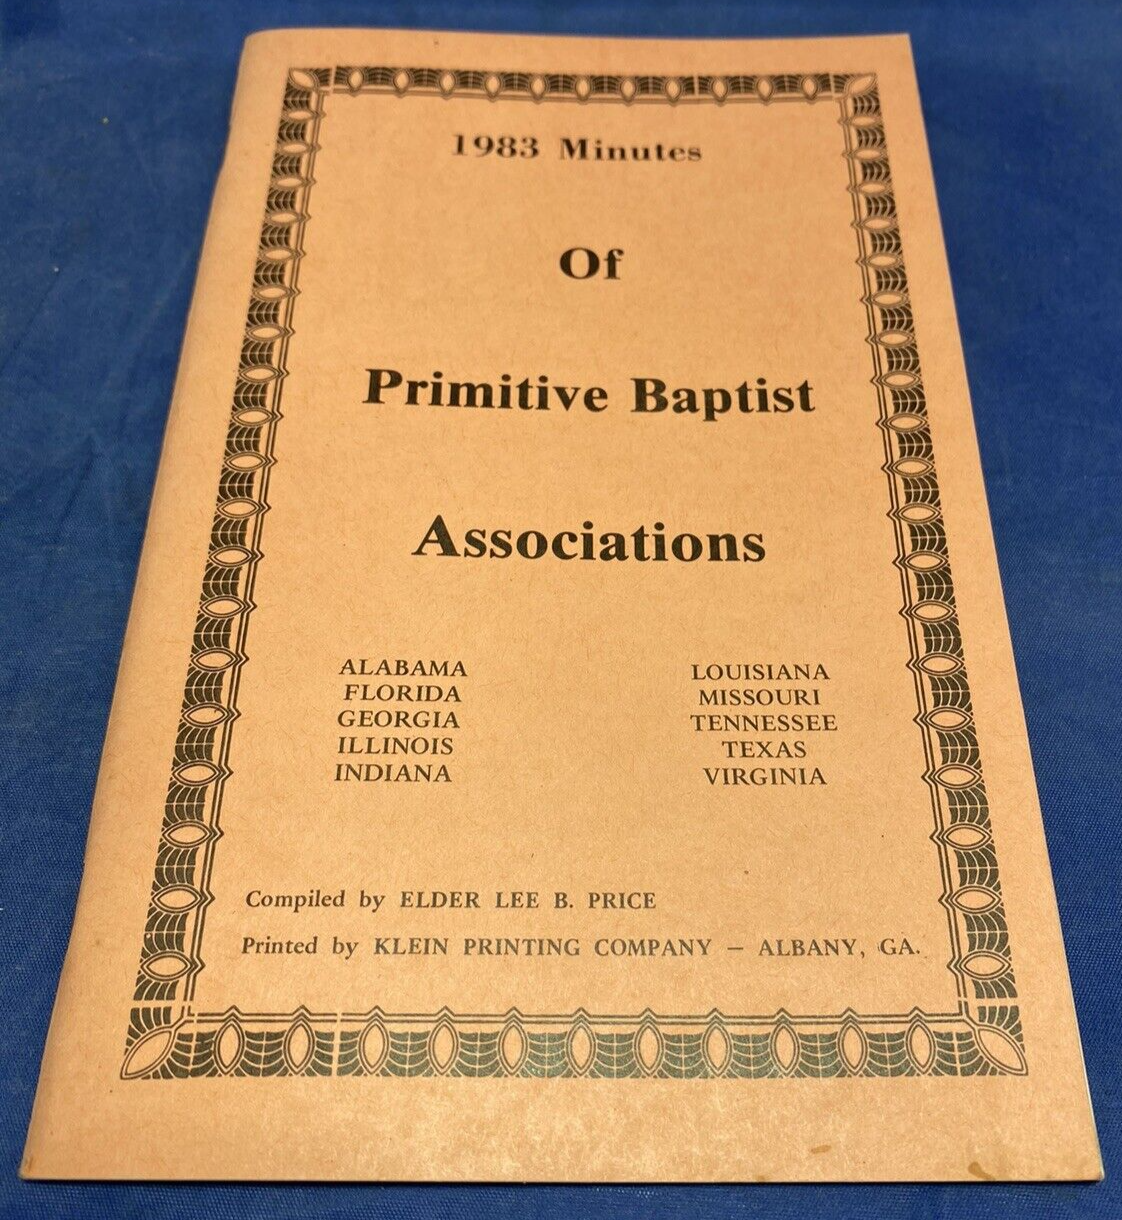 1983 Minutes
Of
Primitive Baptist
Associations
ALABAMA
FLORIDA
GEORGIA
ILLINOIS
INDIANA
LOUISIANA
MISSOURI
TENNESSEE
TEXAS
VIRGINIA
Compiled by ELDER LEE B. PRICE
Printed by KLEIN PRINTING COMPANY – ALBANY, GA.